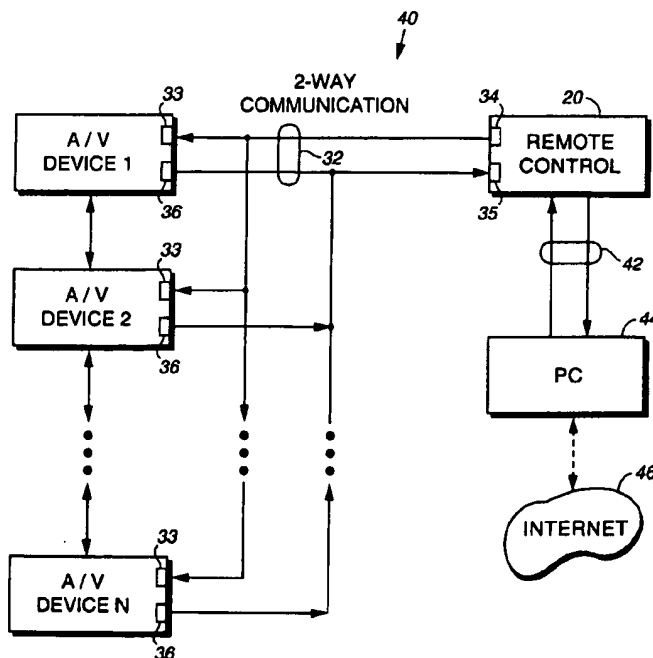 40
2-WAY
COMMUNICATION
33
A / V
DEVICE 1
36
32
34
20
REMOTE
CONTROL
35
42
33
A / V
DEVICE 2
36
44
PC
46
INTERNET
33
A / V
DEVICE N
36